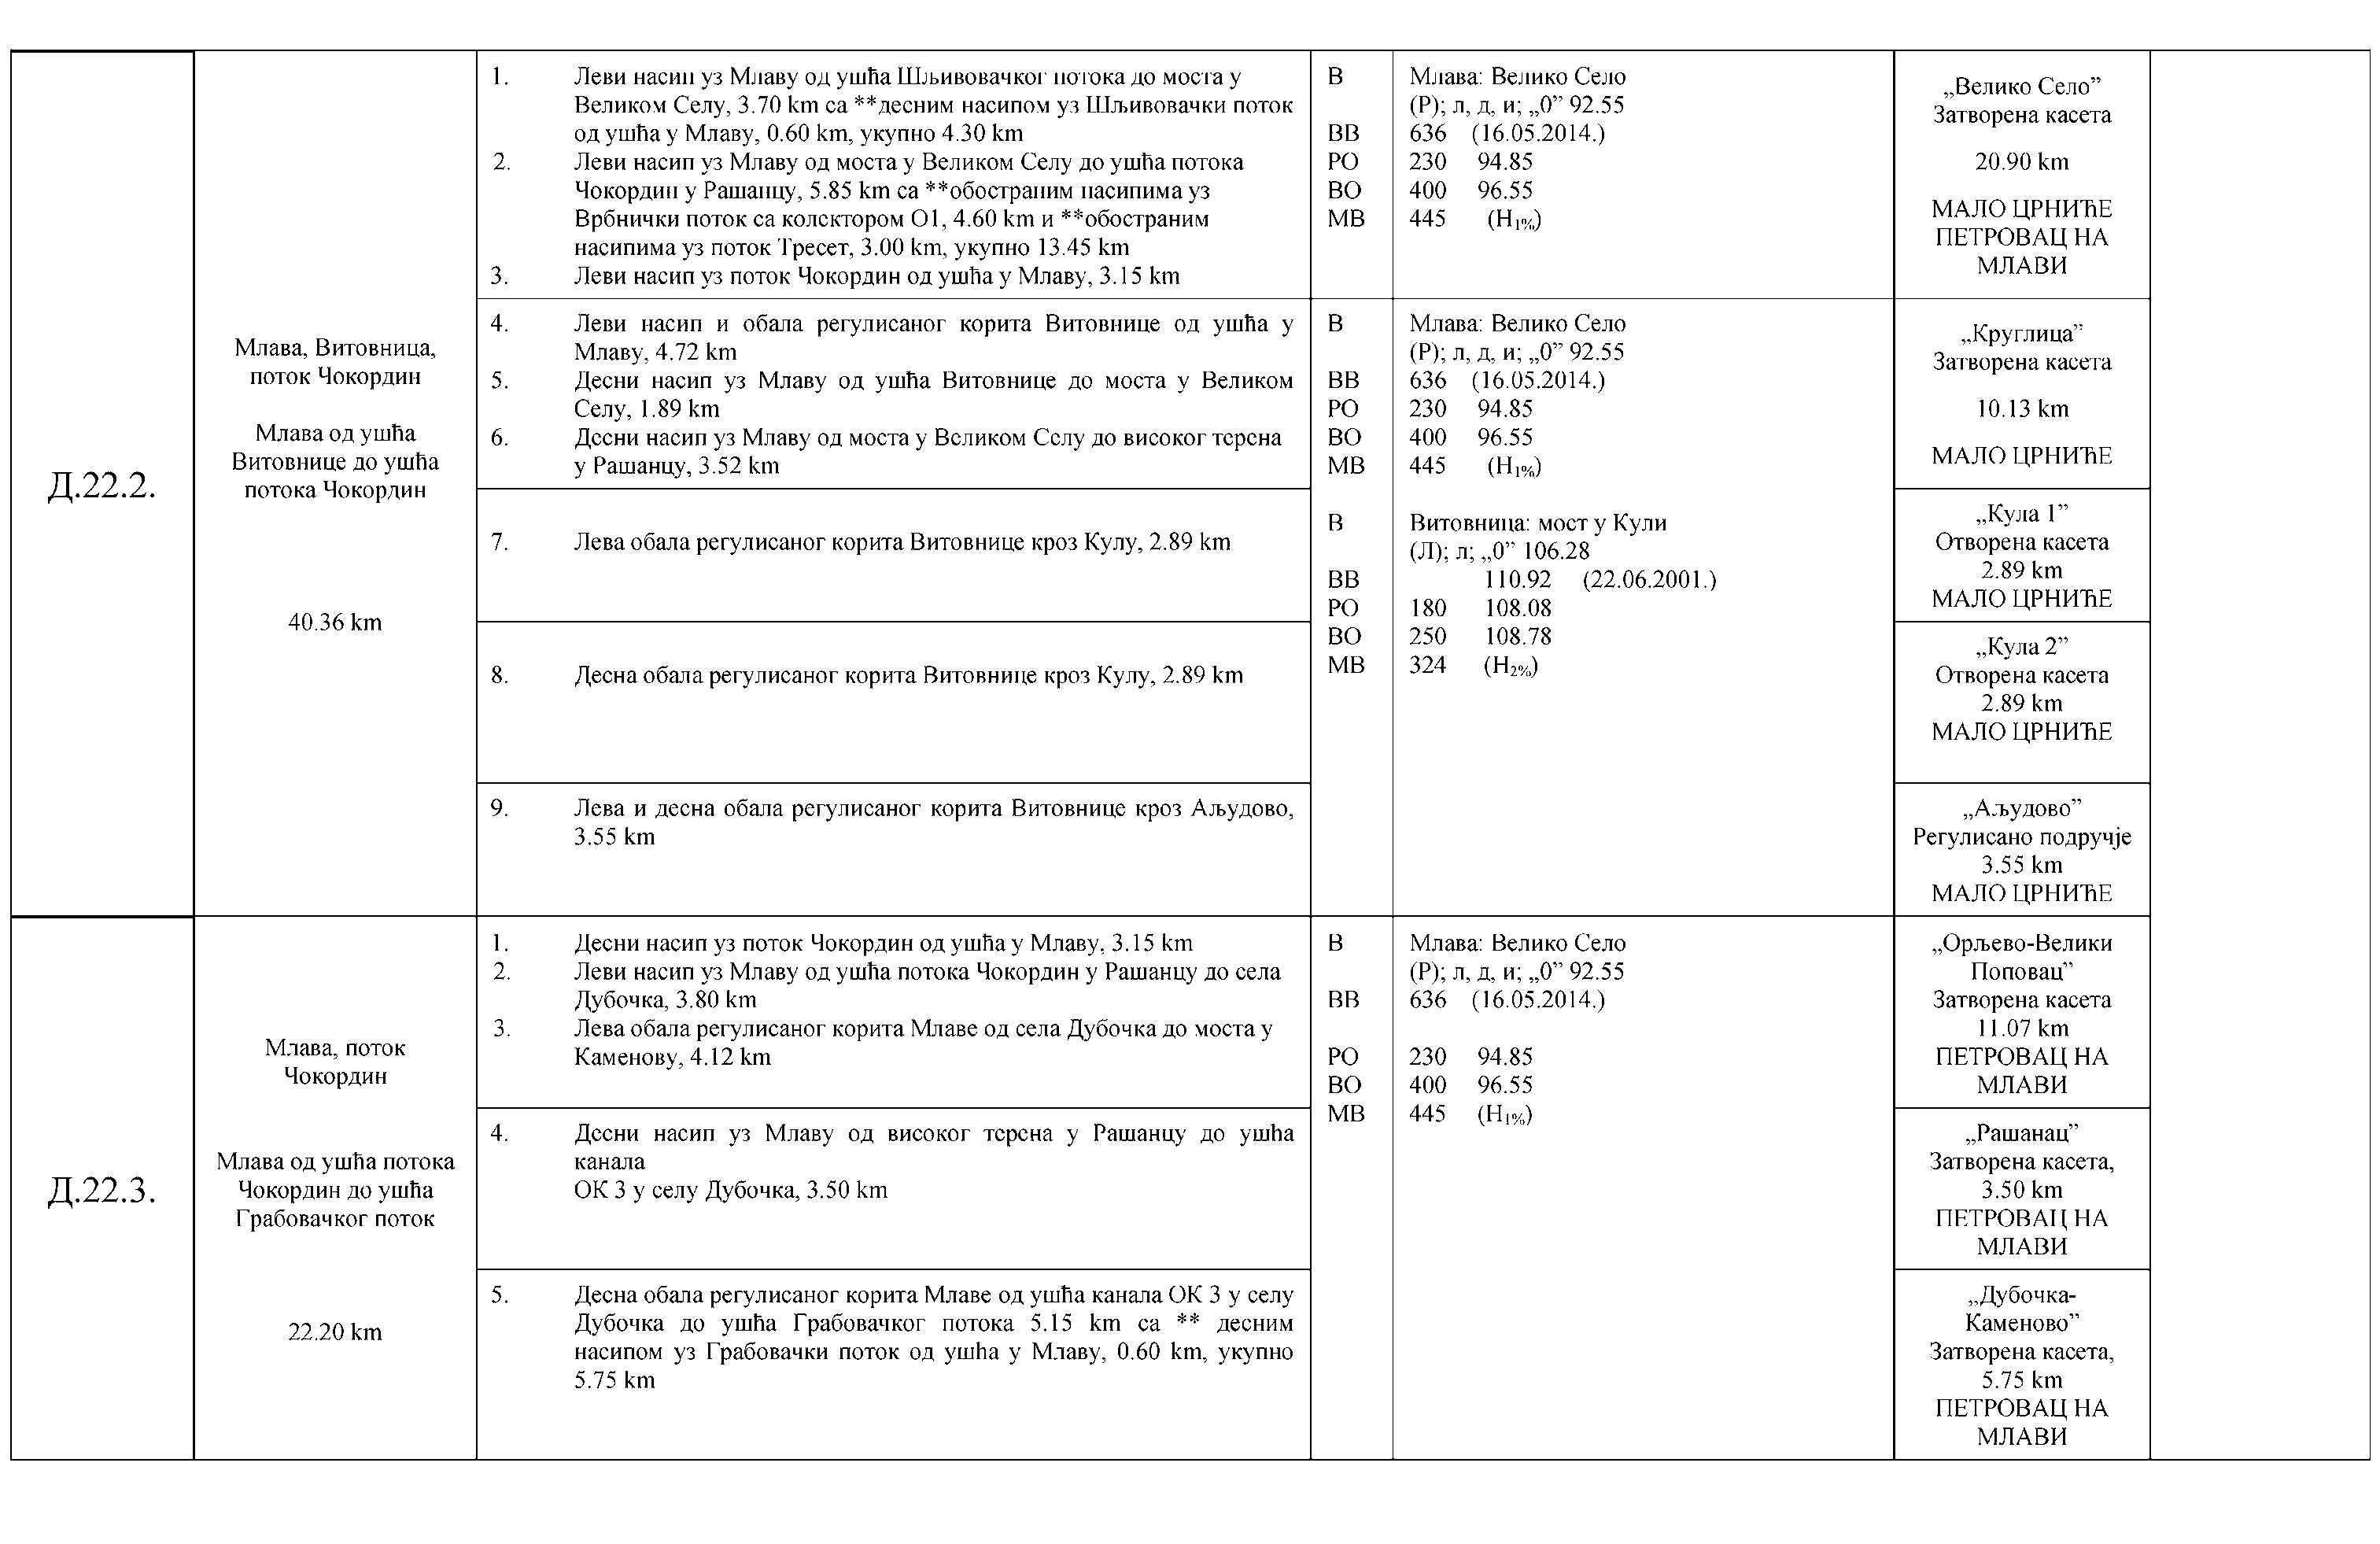 Д.22.2.
Млава, Витовница,
поток Чокордин
Млава од ушћа
Витовнице до ушћа
потока Чокордин
40.36 km
1. Леви насип уз Млаву од ушћа Шљивовачког потока до моста у
Великом Селу, 3.70 km са **десним насипом уз Шљивовачки поток
од ушћа у Млаву, 0.60 km, укупно 4.30 km
2. Леви насип уз Млаву од моста у Великом Селу до ушћа потока
Чокордин у Рашанцу, 5.85 km са **обостраним насипима уз
Врбнички поток са колектором О1, 4.60 km и **обостраним
насипима уз поток Тресет, 3.00 km, укупно 13.45 km
3. Леви насип уз поток Чокордин од ушћа у Млаву, 3.15 km
В Млава: Велико Село
(Р); л, д, и; „0” 92.55
ВВ 636 (16.05.2014.)
РО 230 94.85
ВО 400 96.55
МВ 445 (H1%)
„Велико Село”
Затворена касета
20.90 km
МАЛО ЦРНИЋЕ
ПЕТРОВАЦ НА
МЛАВИ
4. Леви насип и обала регулисаног корита Витовнице од ушћа у
Млаву, 4.72 km
5. Десни насип уз Млаву од ушћа Витовнице до моста у Великом
Селу, 1.89 km
6. Десни насип уз Млаву од моста у Великом Селу до високог терена
у Рашанцу, 3.52 km
В Млава: Велико Село
(Р); л, д, и; „0” 92.55
ВВ 636 (16.05.2014.)
РО 230 94.85
ВО 400 96.55
МВ 445 (H1%)
„Круглица”
Затворена касета
10.13 km
МАЛО ЦРНИЋЕ
7. Лева обала регулисаног корита Витовнице кроз Кулу, 2.89 km
В Витовница: мост у Кули
(Л); л; „0” 106.28
ВВ 110.92 (22.06.2001.)
РО 180 108.08
ВО 250 108.78
МВ 324 (H2%)
„Кула 1”
Отворена касета
2.89 km
МАЛО ЦРНИЋЕ
8. Десна обала регулисаног корита Витовнице кроз Кулу, 2.89 km
„Кула 2”
Отворена касета
2.89 km
МАЛО ЦРНИЋЕ
9. Лева и десна обала регулисаног корита Витовнице кроз Аљудово,
3.55 km
„Аљудово”
Регулисано подручје
3.55 km
МАЛО ЦРНИЋЕ
Д.22.3.
Млава, поток
Чокордин
Млава од ушћа потока
Чокордин до ушћа
Грабовачког поток
22.20 km
1. Десни насип уз поток Чокордин од ушћа у Млаву, 3.15 km
2. Леви насип уз Млаву од ушћа потока Чокордин у Рашанцу до села
Дубочка, 3.80 km
3. Лева обала регулисаног корита Млаве од села Дубочка до моста у
Каменову, 4.12 km
В Млава: Велико Село
(Р); л, д, и; „0” 92.55
ВВ 636 (16.05.2014.)
РО 230 94.85
ВО 400 96.55
МВ 445 (H1%)
„Орљево-Велики
Поповац”
Затворена касета
11.07 km
ПЕТРОВАЦ НА
МЛАВИ
4. Десни насип уз Млаву од високог терена у Рашанцу до ушћа
канала
ОК 3 у селу Дубочка, 3.50 km
„Рашанац”
Затворена касета,
3.50 km
ПЕТРОВАЦ НА
МЛАВИ
5. Десна обала регулисаног корита Млаве од ушћа канала ОК 3 у селу
Дубочка до ушћа Грабовачког потока 5.15 km са ** десним
насипом уз Грабовачки поток од ушћа у Млаву, 0.60 km, укупно
5.75 km
„Дубочка-
Каменово”
Затворена касета,
5.75 km
ПЕТРОВАЦ НА
МЛАВИ